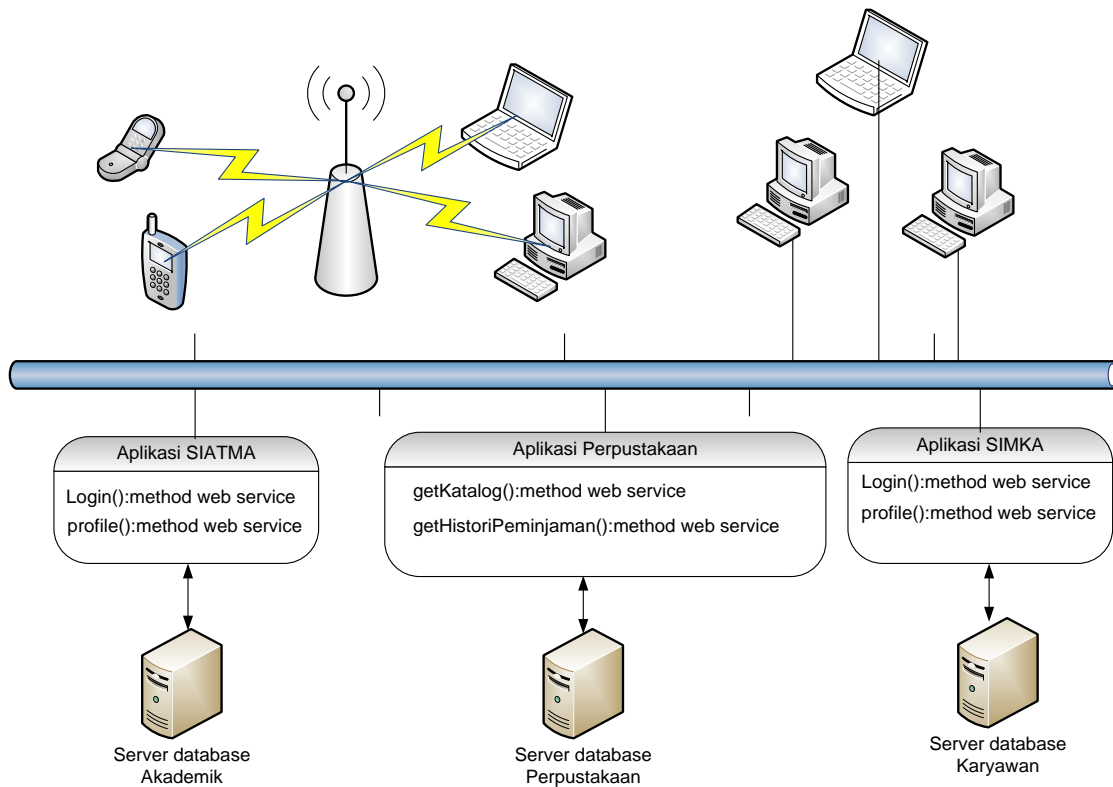 Aplikasi SIATMA
Login():method web service
profile():method web service
Aplikasi Perpustakaan
getKatalog():method web service
getHistoriPeminjaman():method web service
Aplikasi SIMKA
Login():method web service
profile():method web service
Server database
Akademik
Server database
Perpustakaan
Server database
Karyawan